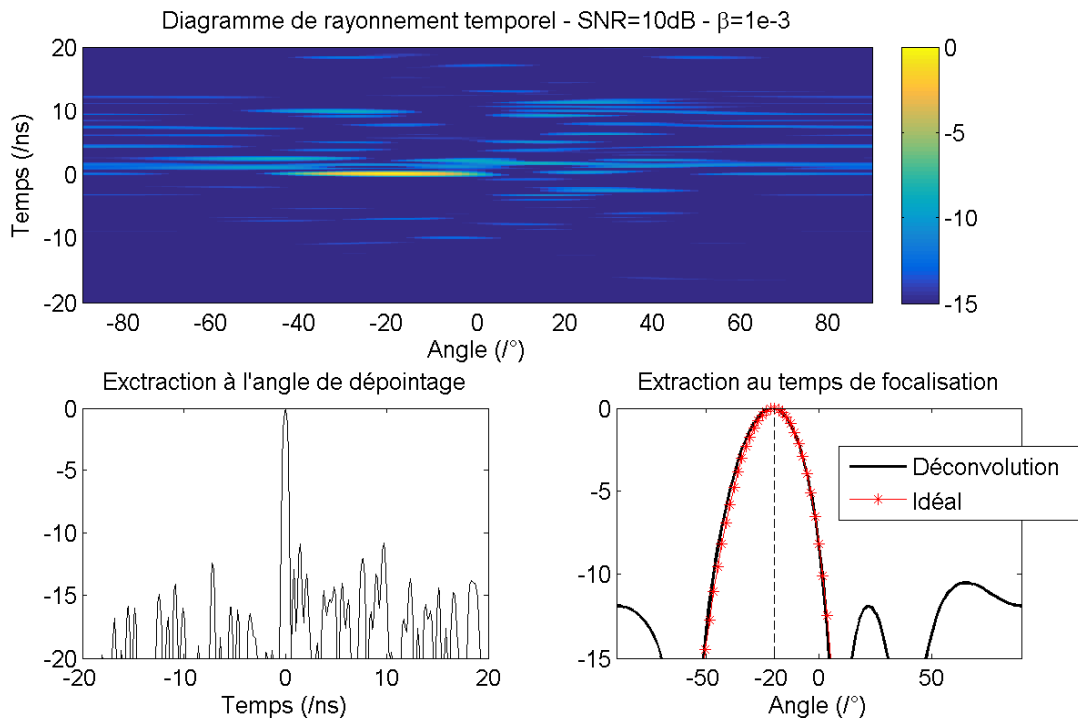 Diagramme de rayonnement temporel - SNR=10dB - β=1e-3
20
10
0
-10
-20
Temps (/ns)
-80 -60 -40 -20 0 20 40 60 80
Angle (/°)
0
-5
-10
-15
Exctraction à l'angle de dépointage
0
-5
-10
-15
-20
-20 -10 0 10 20
Temps (/ns)
Extraction au temps de focalisation
0
-5
-10
-15
-50 -20 0 50
Angle (/°)
Déconvolution
Idéal